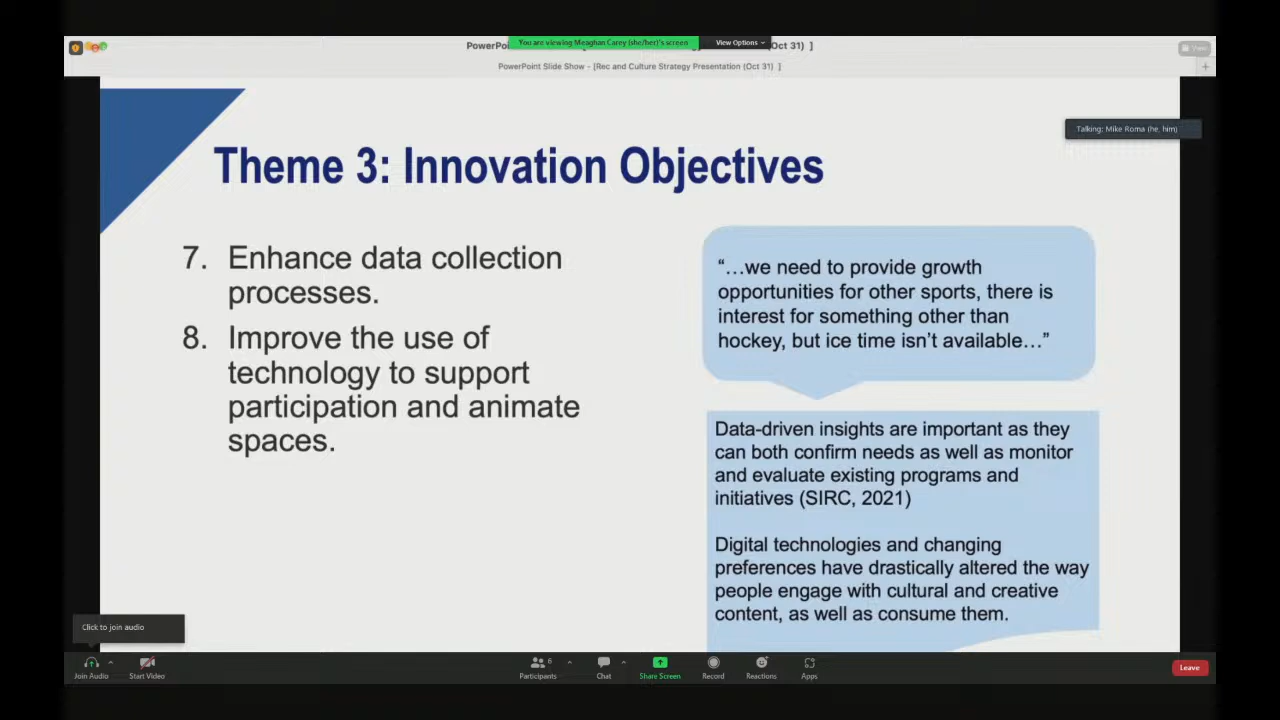 PowerPoi
You are viewing Meaghan Carey (she/her)'s screen
View Options
Oct 31) ]
View
PowerPoint Slide Show - [Rec and Culture Strategy Presentation (Oct 31) ]
Talking: Mike Roma (he, him)
Theme 3: Innovation Objectives
7. Enhance data collection
processes.
8. Improve the use of
technology to support
participation and animate
spaces.
“…we need to provide growth
opportunities for other sports, there is
interest for something other than
hockey, but ice time isn’t available…”
Data-driven insights are important as they
can both confirm needs as well as monitor
and evaluate existing programs and
initiatives (SIRC, 2021)
Digital technologies and changing
preferences have drastically altered the way
people engage with cultural and creative
content, as well as consume them.
Click to join audio
Join Audio
Start Video
6
Participants
Chat
Share Screen
Record
Reactions
Apps
Leave